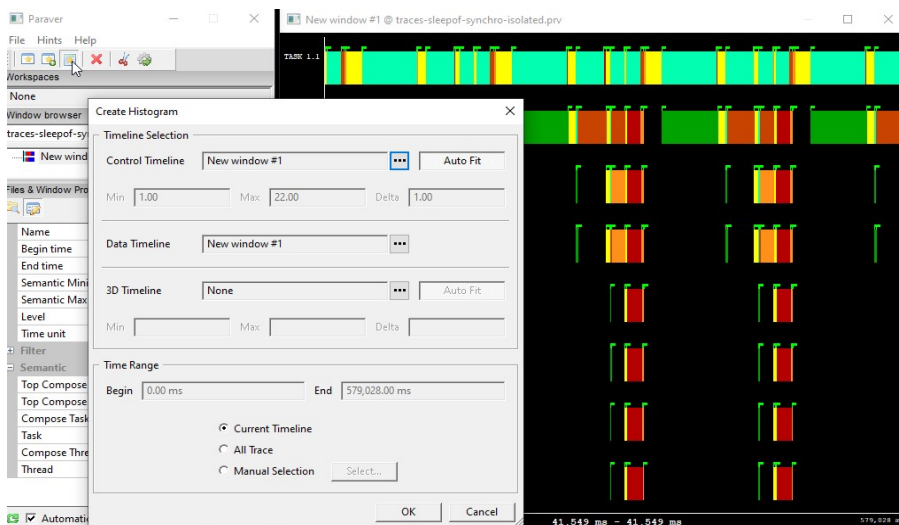 Paraver
File Hints Help
Workspaces
None
Window browser
traces-sleepof-sy
New wind
Files & Window Pro
Name
Begin time
End time
Semantic Mini
Semantic Max
Level
Time unit
Filter
Semantic
Top Compose
Top Compose
Compose Task
Task
Compose Thre
Thread
Automati
Create Histogram
Timeline Selection
Control Timeline New window #1 ... Auto Fit
Min 1.00 Max 22.00 Delta 1.00
Data Timeline New window #1 ...
3D Timeline None ... Auto Fit
Min Max Delta
Time Range
Begin 0.00 ms End 579,028.00 ms
Current Timeline
All Trace
Manual Selection Select...
OK Cancel
New window #1 @ traces-sleepof-synchro-isolated.prv
TASK 1.1
41.549 ms - 41.549 ms
579,028 m